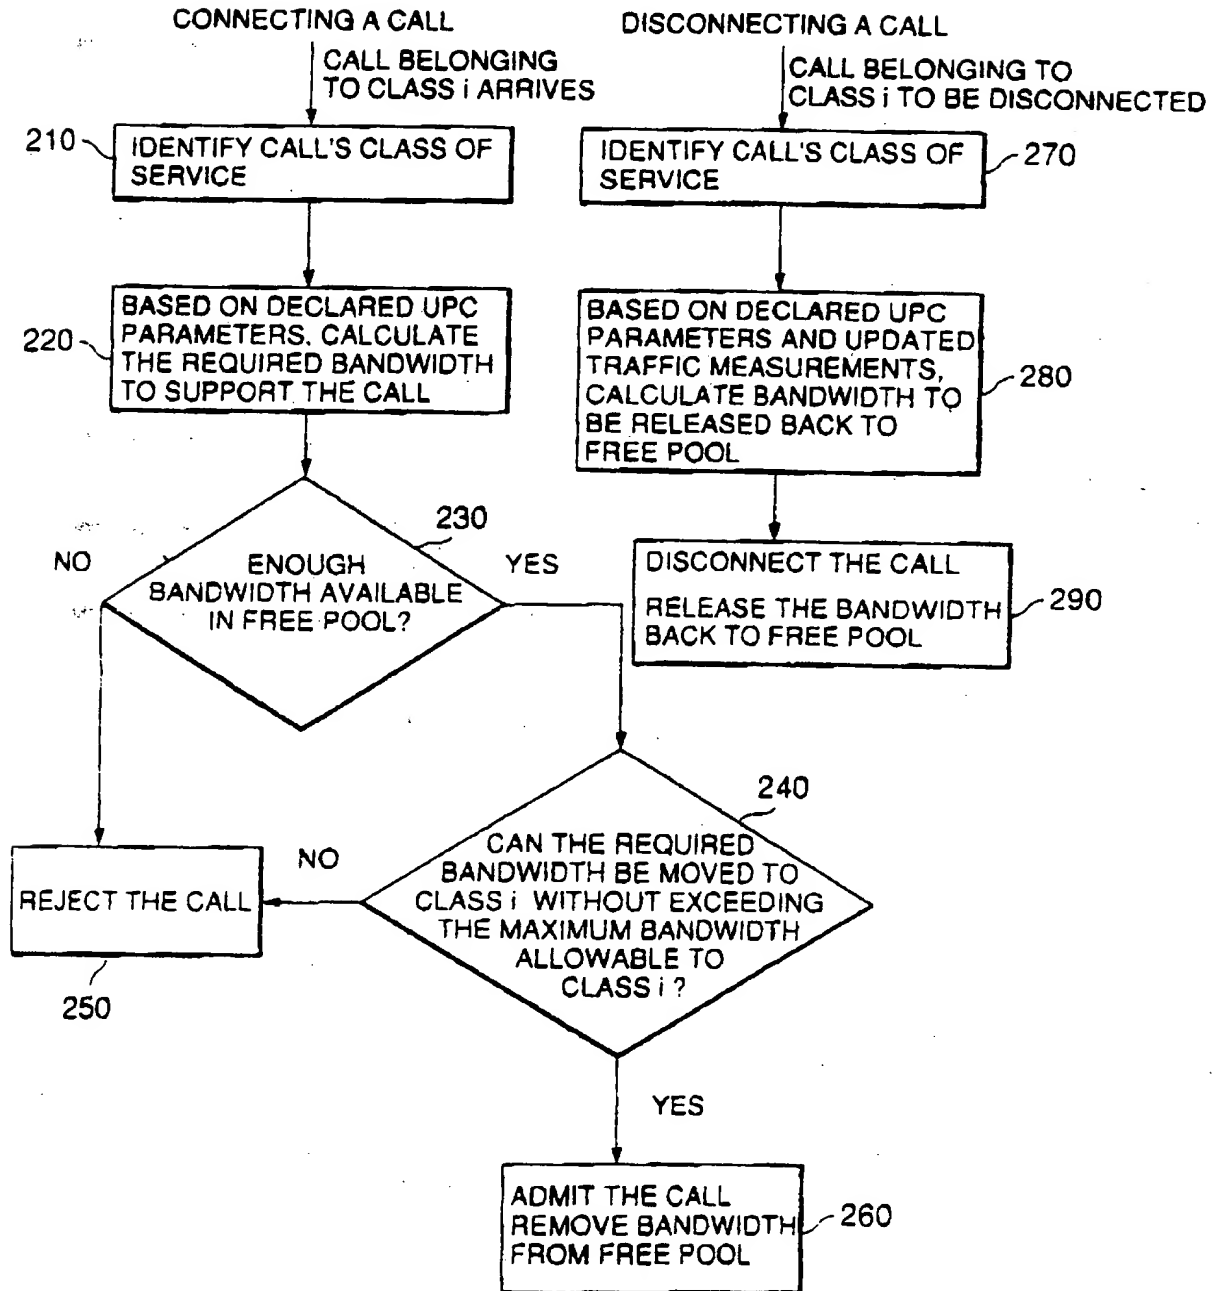 CONNECTING A CALL
CALL BELONGING
TO CLASS i ARRIVES
210
IDENTIFY CALL'S CLASS OF
SERVICE
220
BASED ON DECLARED UPC
PARAMETERS, CALCULATE
THE REQUIRED BANDWIDTH
TO SUPPORT THE CALL
230
NO
ENOUGH
BANDWIDTH AVAILABLE
IN FREE POOL?
YES
240
CAN THE REQUIRED
BANDWIDTH BE MOVED TO
CLASS i WITHOUT EXCEEDING
THE MAXIMUM BANDWIDTH
ALLOWABLE TO
CLASS i ?
NO
REJECT THE CALL
250
YES
ADMIT THE CALL
REMOVE BANDWIDTH
FROM FREE POOL
260
DISCONNECTING A CALL
CALL BELONGING TO
CLASS i TO BE DISCONNECTED
IDENTIFY CALL'S CLASS OF
SERVICE
270
BASED ON DECLARED UPC
PARAMETERS AND UPDATED
TRAFFIC MEASUREMENTS,
CALCULATE BANDWIDTH TO
BE RELEASED BACK TO
FREE POOL
280
DISCONNECT THE CALL
RELEASE THE BANDWIDTH
BACK TO FREE POOL
290